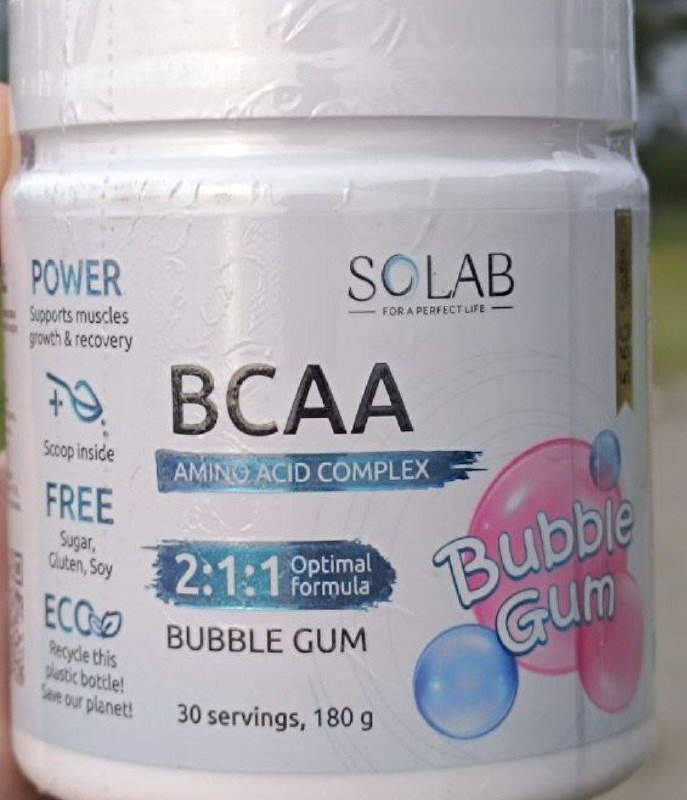 SOLAB
FOR A PERFECT LIFE
POWER
Supports muscles
growth & recovery
BCAA
AMINO ACID COMPLEX
Scoop inside
FREE
Sugar,
Gluten, Soy
2:1:1 Optimal
formula
ECO
Recycle this
plastic bottle!
Save our planet!
BUBBLE GUM
30 servings, 180 g
Bubble
Gum
5.6G